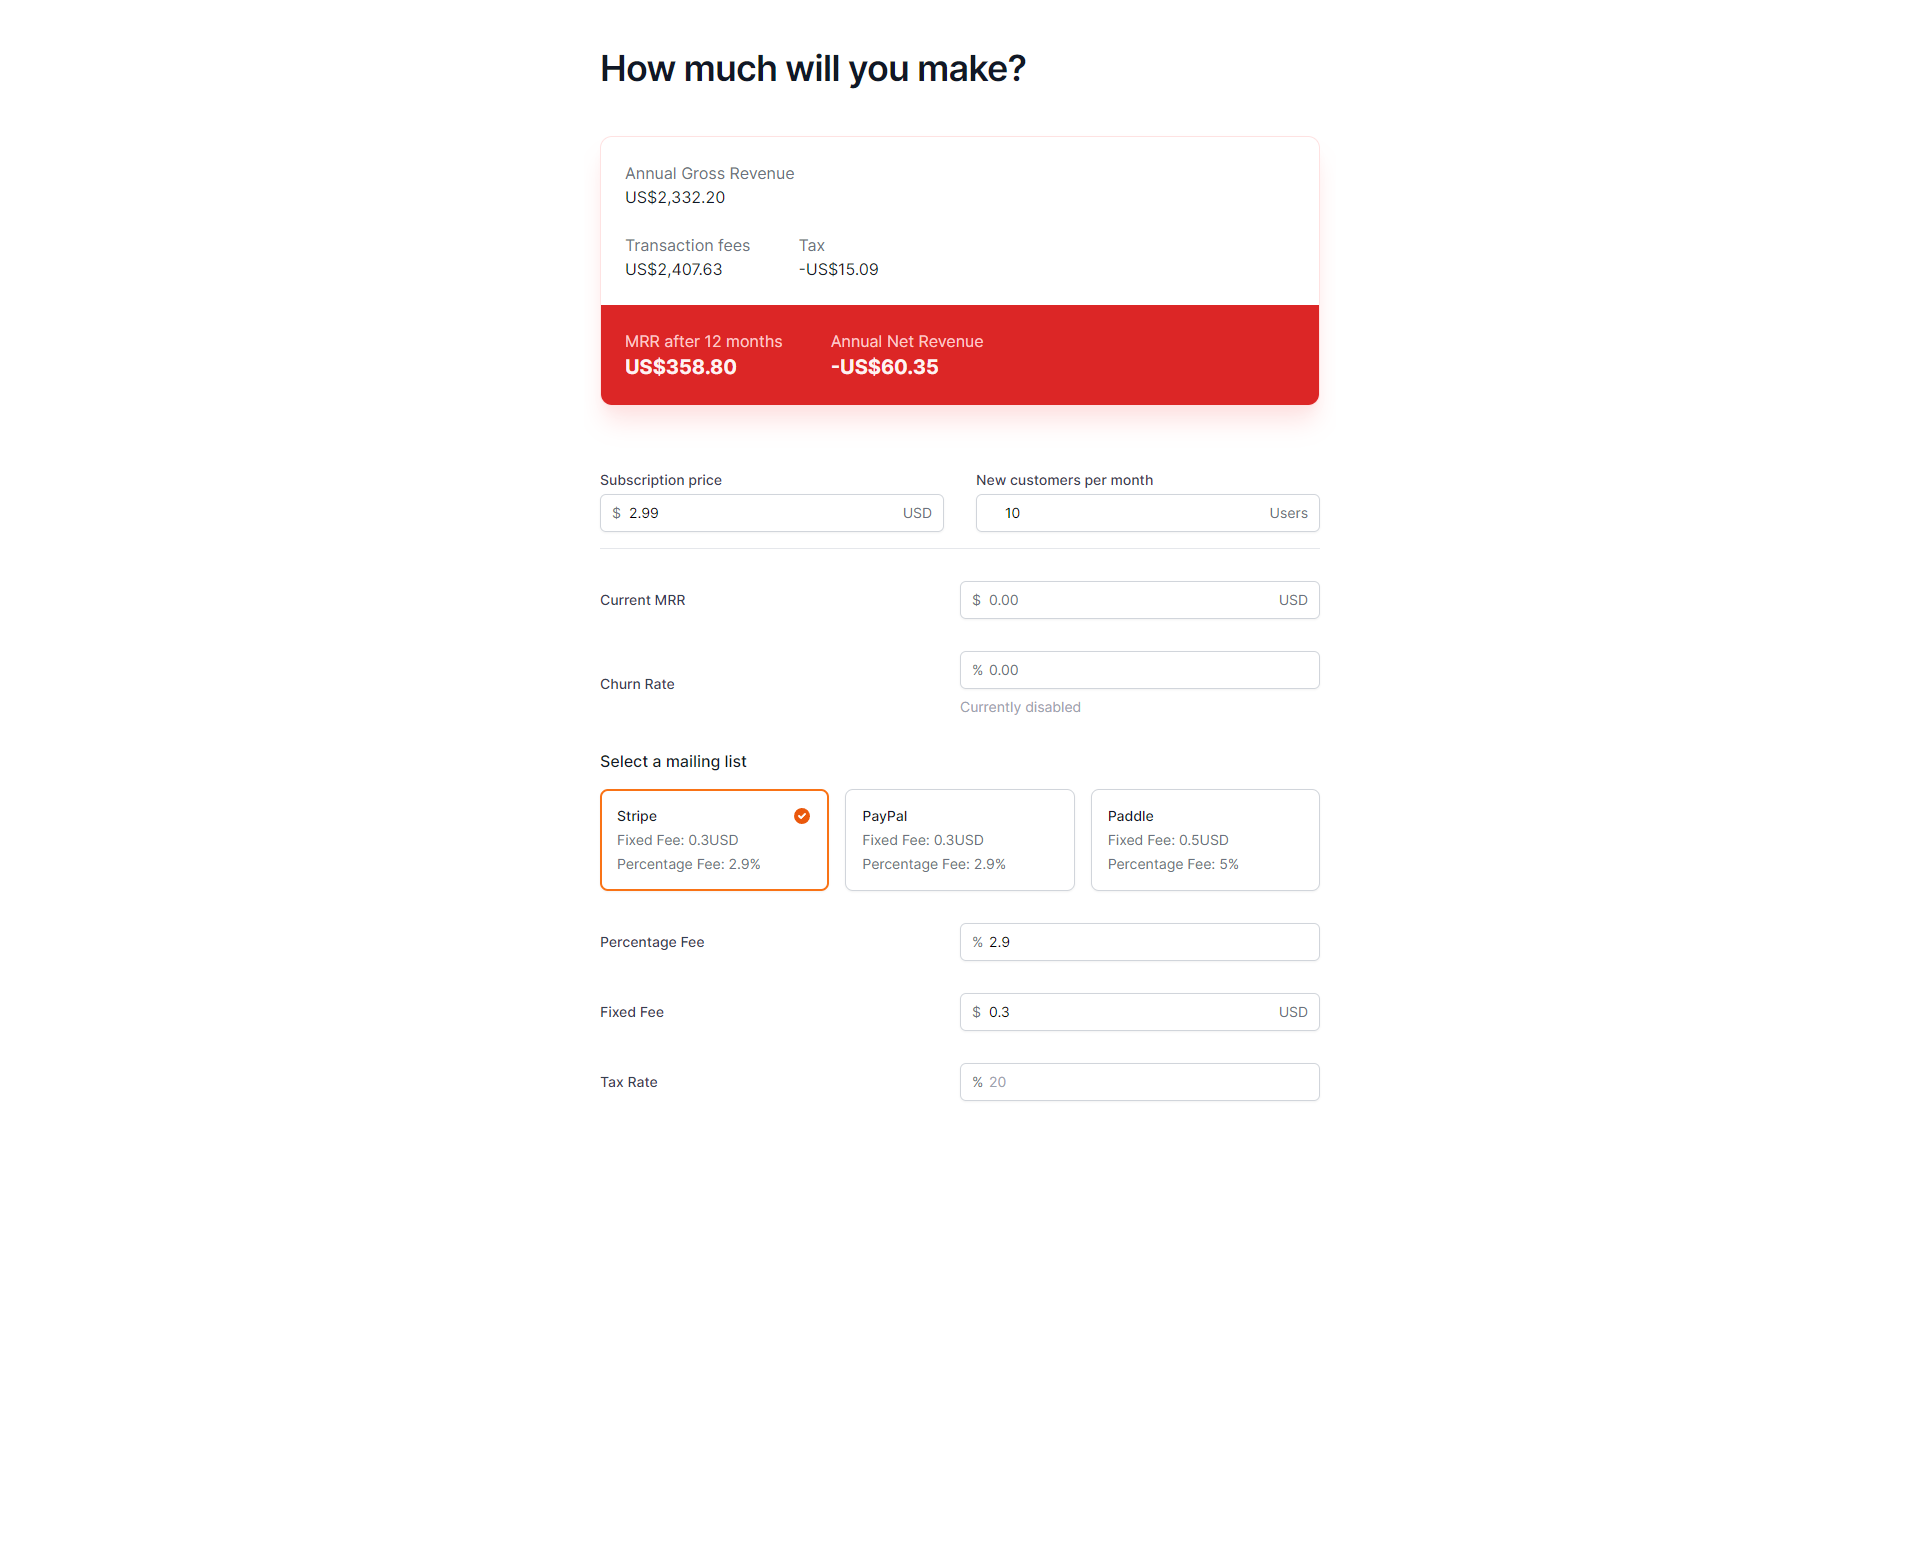 How much will you make?
Annual Gross Revenue
US$2,332.20
Transaction fees
US$2,407.63
Tax
-US$15.09
MRR after 12 months
US$358.80
Annual Net Revenue
-US$60.35
Subscription price
$ 2.99 USD
New customers per month
10 Users
Current MRR
$ 0.00 USD
Churn Rate
% 0.00
Currently disabled
Select a mailing list
Stripe
Fixed Fee: 0.3USD
Percentage Fee: 2.9%
PayPal
Fixed Fee: 0.3USD
Percentage Fee: 2.9%
Paddle
Fixed Fee: 0.5USD
Percentage Fee: 5%
Percentage Fee
% 2.9
Fixed Fee
$ 0.3 USD
Tax Rate
% 20